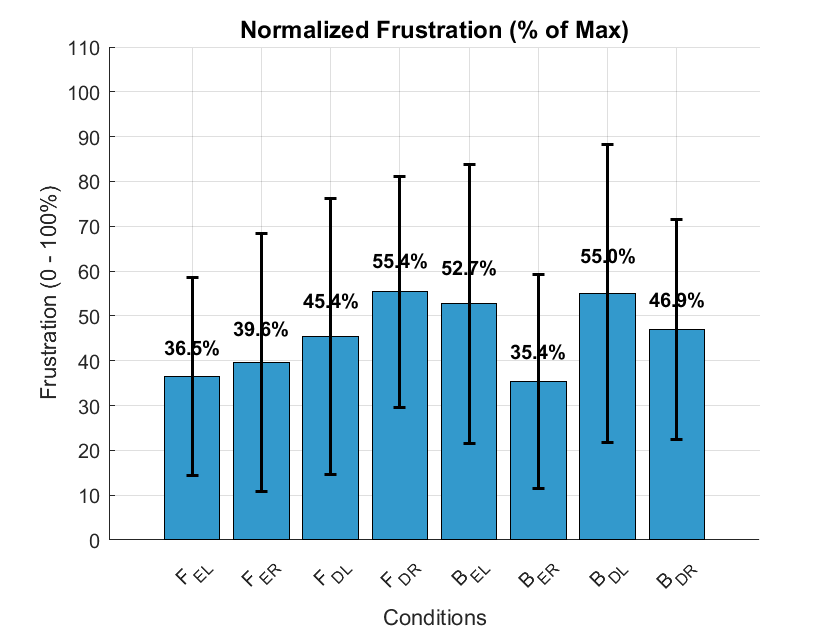 Normalized Frustration (% of Max)
Frustration (0 - 100%)
110
100
90
80
70
60
50
40
30
20
10
0
36.5%
39.6%
45.4%
55.4%
52.7%
35.4%
55.0%
46.9%
F EL
F ER
F DL
F DR
B EL
B ER
B DL
B DR
Conditions